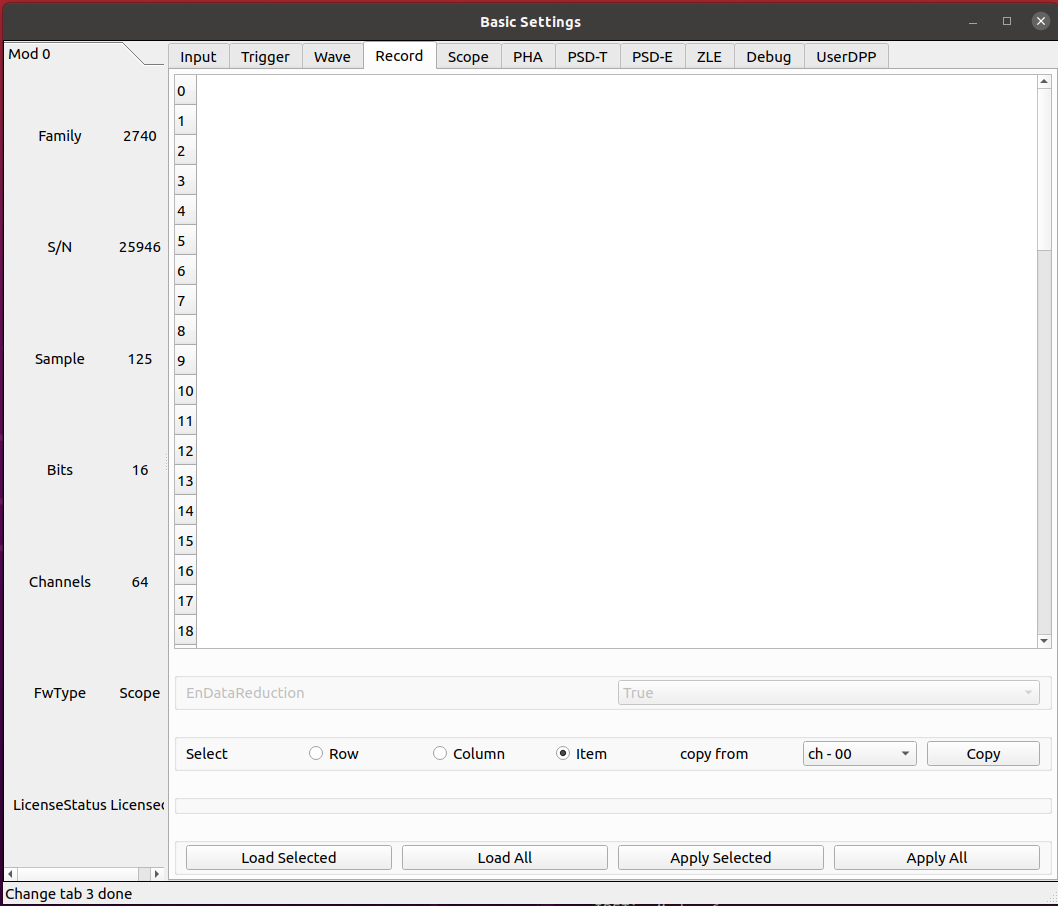 Basic Settings
Mod 0
Input Trigger Wave Record Scope PHA PSD-T PSD-E ZLE Debug UserDPP
Family 2740
S/N 25946
Sample 125
Bits 16
Channels 64
FwType Scope
LicenseStatus Licensed
0
1
2
3
4
5
6
7
8
9
10
11
12
13
14
15
16
17
18
EnDataReduction True
Select Row Column Item copy from ch - 00 Copy
Load Selected Load All Apply Selected Apply All
Change tab 3 done